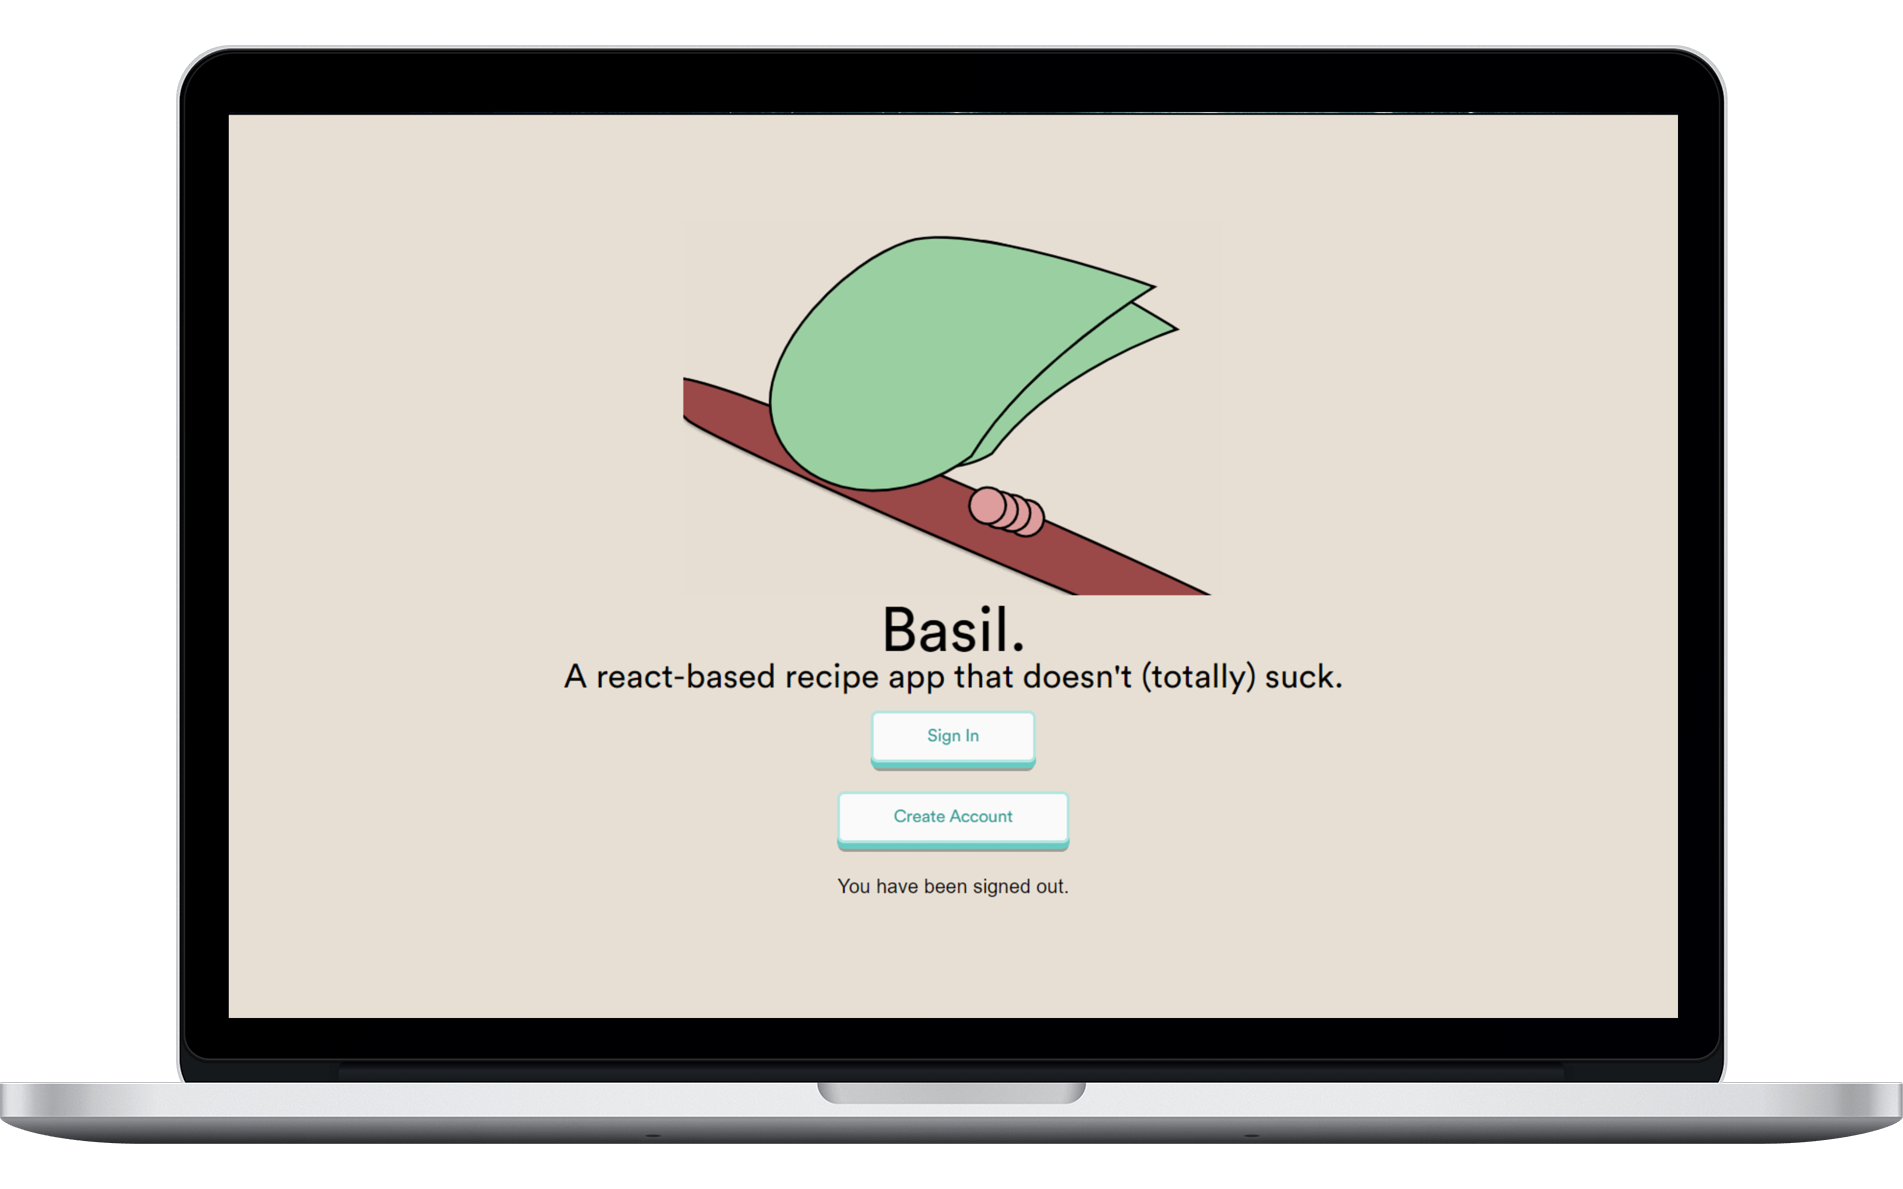 Basil.
A react-based recipe app that doesn't (totally) suck.
Sign In
Create Account
You have been signed out.